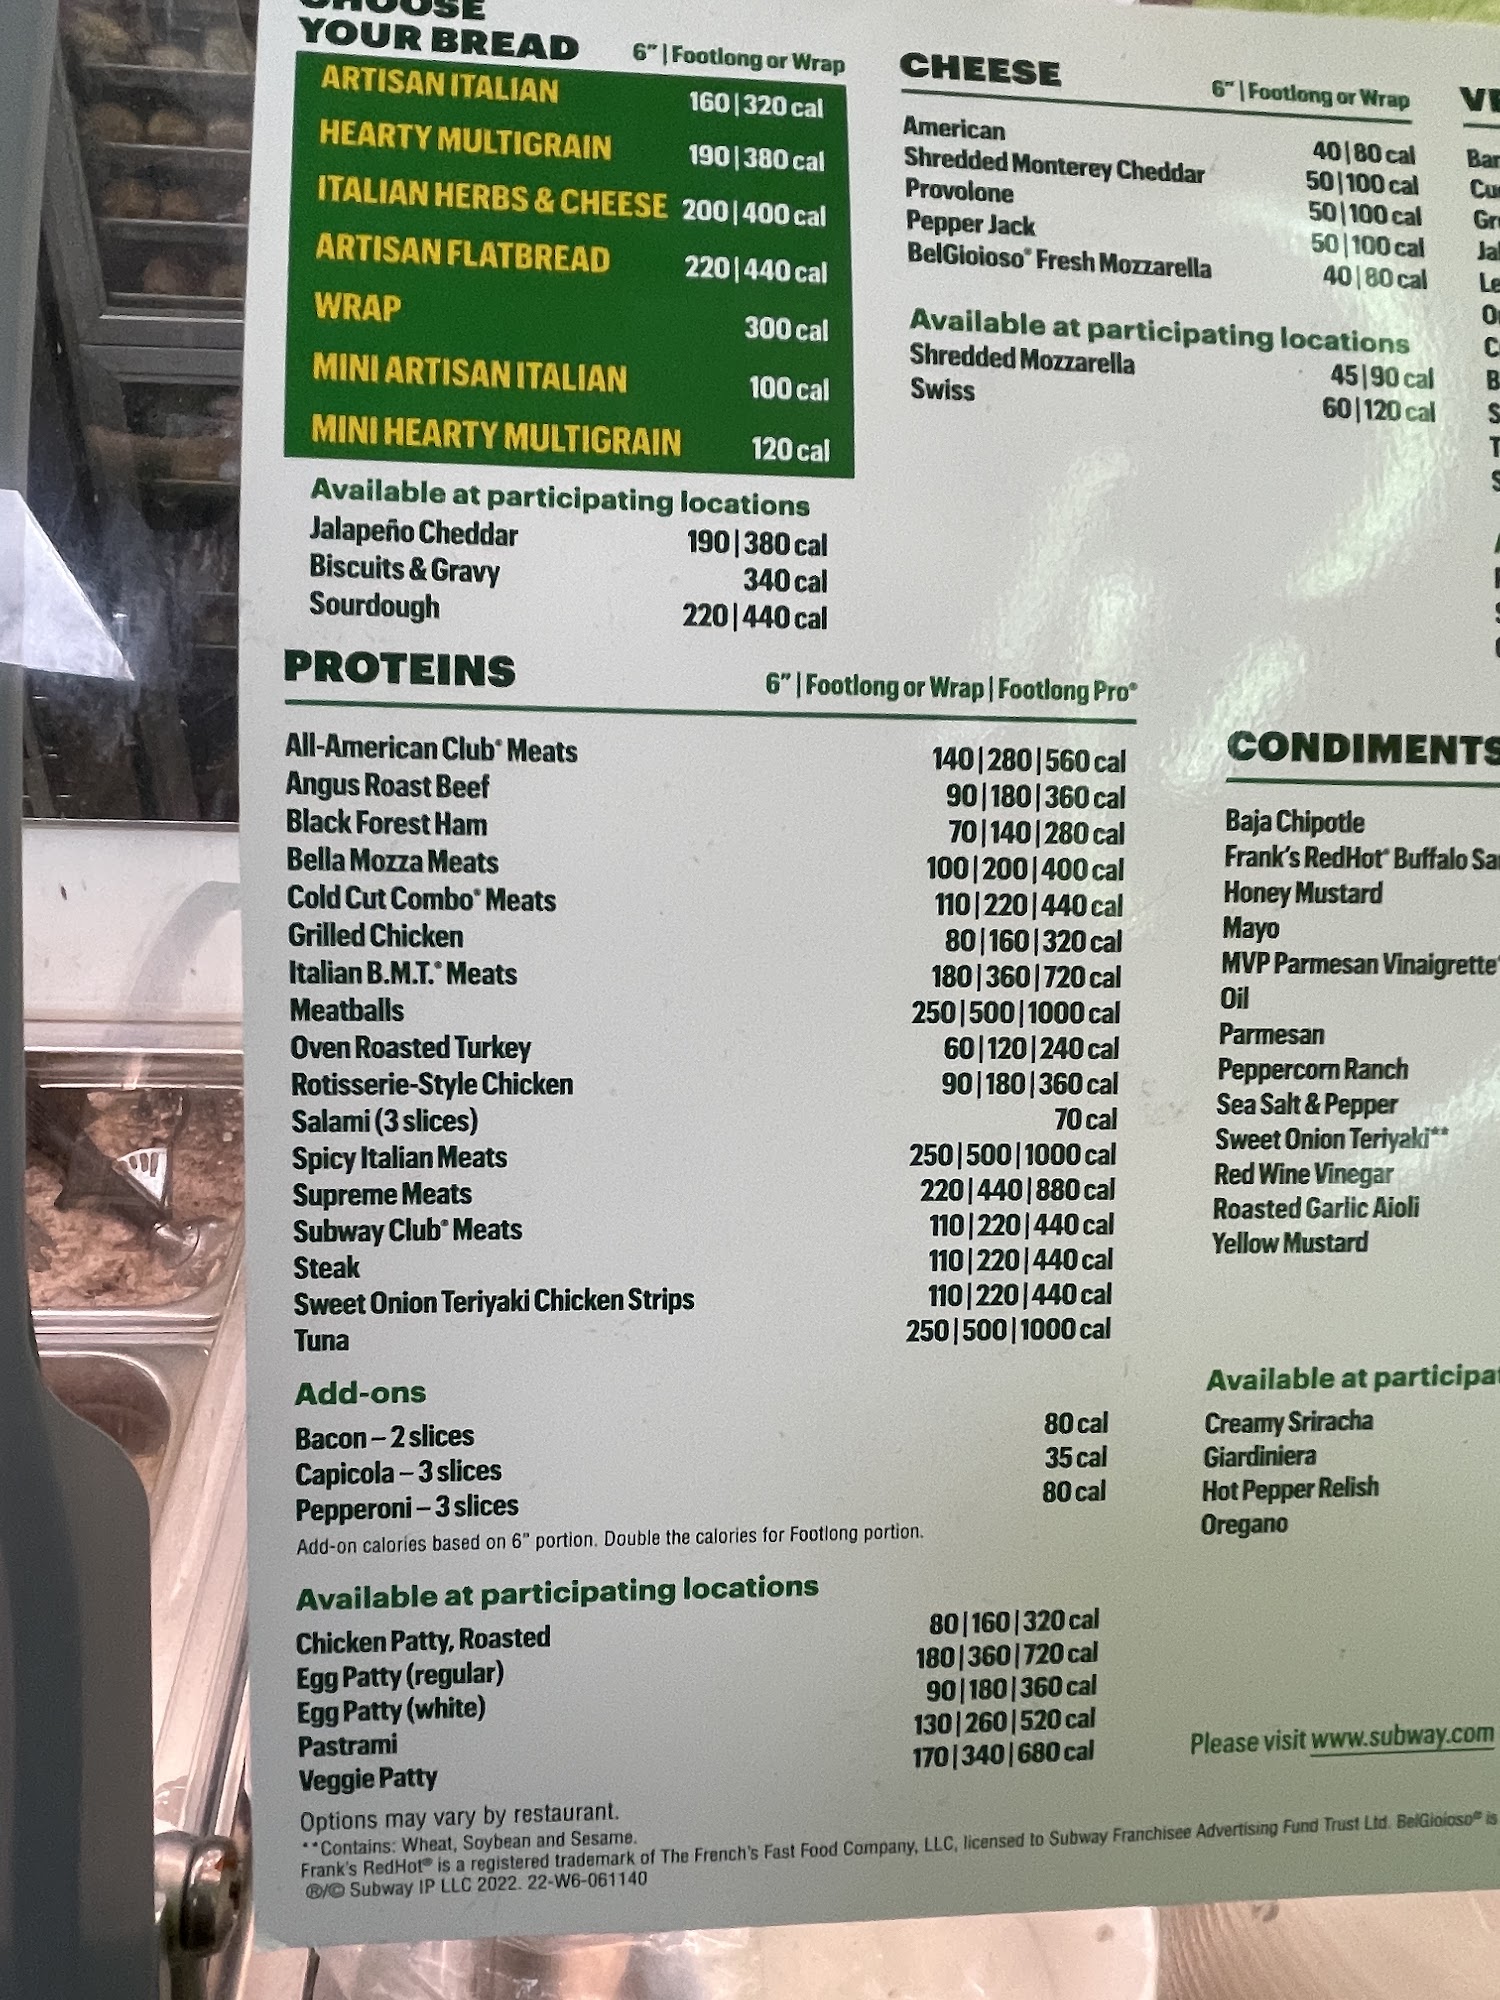 CHOOSE
YOUR BREAD 6" | Footlong or Wrap
ARTISAN ITALIAN 160 | 320 cal
HEARTY MULTIGRAIN 190 | 380 cal
ITALIAN HERBS & CHEESE 200 | 400 cal
ARTISAN FLATBREAD 220 | 440 cal
WRAP 300 cal
MINI ARTISAN ITALIAN 100 cal
MINI HEARTY MULTIGRAIN 120 cal
Available at participating locations
Jalapeño Cheddar 190 | 380 cal
Biscuits & Gravy 340 cal
Sourdough 220 | 440 cal
CHEESE 6" | Footlong or Wrap
American 40 | 80 cal
Shredded Monterey Cheddar 50 | 100 cal
Provolone 50 | 100 cal
Pepper Jack 50 | 100 cal
BelGioioso® Fresh Mozzarella 40 | 80 cal
Available at participating locations
Shredded Mozzarella 45 | 90 cal
Swiss 60 | 120 cal
PROTEINS 6" | Footlong or Wrap | Footlong Pro®
All-American Club® Meats 140 | 280 | 560 cal
Angus Roast Beef 90 | 180 | 360 cal
Black Forest Ham 70 | 140 | 280 cal
Bella Mozza Meats 100 | 200 | 400 cal
Cold Cut Combo® Meats 110 | 220 | 440 cal
Grilled Chicken 80 | 160 | 320 cal
Italian B.M.T.® Meats 180 | 360 | 720 cal
Meatballs 250 | 500 | 1000 cal
Oven Roasted Turkey 60 | 120 | 240 cal
Rotisserie-Style Chicken 90 | 180 | 360 cal
Salami (3 slices) 70 cal
Spicy Italian Meats 250 | 500 | 1000 cal
Supreme Meats 220 | 440 | 880 cal
Subway Club® Meats 110 | 220 | 440 cal
Steak 110 | 220 | 440 cal
Sweet Onion Teriyaki Chicken Strips 110 | 220 | 440 cal
Tuna 250 | 500 | 1000 cal
Add-ons
Bacon – 2 slices 80 cal
Capicola – 3 slices 35 cal
Pepperoni – 3 slices 80 cal
Add-on calories based on 6" portion. Double the calories for Footlong portion.
Available at participating locations
Chicken Patty, Roasted 80 | 160 | 320 cal
Egg Patty (regular) 180 | 360 | 720 cal
Egg Patty (white) 90 | 180 | 360 cal
Pastrami 130 | 260 | 520 cal
Veggie Patty 170 | 340 | 680 cal
CONDIMENTS
Baja Chipotle
Frank's RedHot® Buffalo
Honey Mustard
Mayo
MVP Parmesan Vinaigrette
Oil
Parmesan
Peppercorn Ranch
Sea Salt & Pepper
Sweet Onion Teriyaki**
Red Wine Vinegar
Roasted Garlic Aioli
Yellow Mustard
Available at
Creamy Sriracha
Giardiniera
Hot Pepper Relish
Oregano
Please visit www.subway.com
Options may vary by restaurant.
**Contains: Wheat, Soybean and Sesame.
Frank's RedHot® is a registered trademark of The French's Fast Food Company, LLC, licensed to Subway Franchisee Advertising Fund Trust Ltd. BelGioioso® is
®/© Subway IP LLC 2022. 22-W6-061140